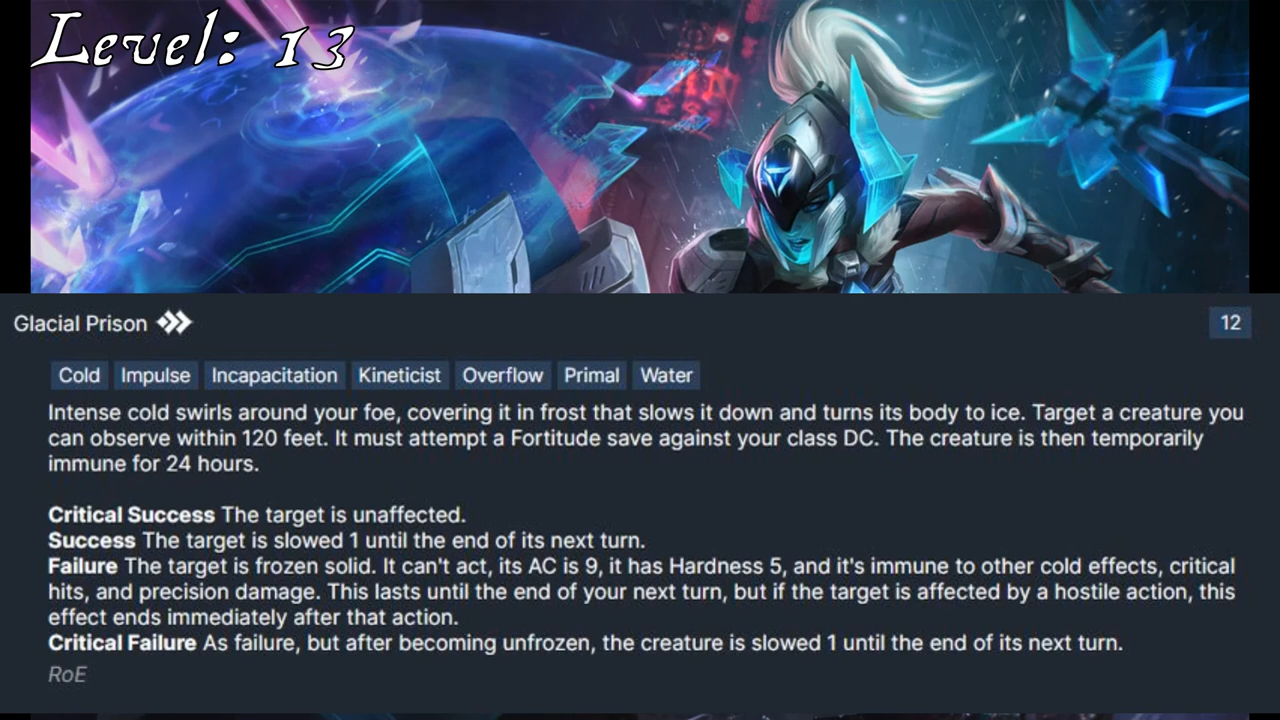 Level: 13
Glacial Prison
12
Cold Impulse Incapacitation Kineticist Overflow Primal Water
Intense cold swirls around your foe, covering it in frost that slows it down and turns its body to ice. Target a creature you
can observe within 120 feet. It must attempt a Fortitude save against your class DC. The creature is then temporarily
immune for 24 hours.
Critical Success The target is unaffected.
Success The target is slowed 1 until the end of its next turn.
Failure The target is frozen solid. It can't act, its AC is 9, it has Hardness 5, and it's immune to other cold effects, critical
hits, and precision damage. This lasts until the end of your next turn, but if the target is affected by a hostile action, this
effect ends immediately after that action.
Critical Failure As failure, but after becoming unfrozen, the creature is slowed 1 until the end of its next turn.
RoE